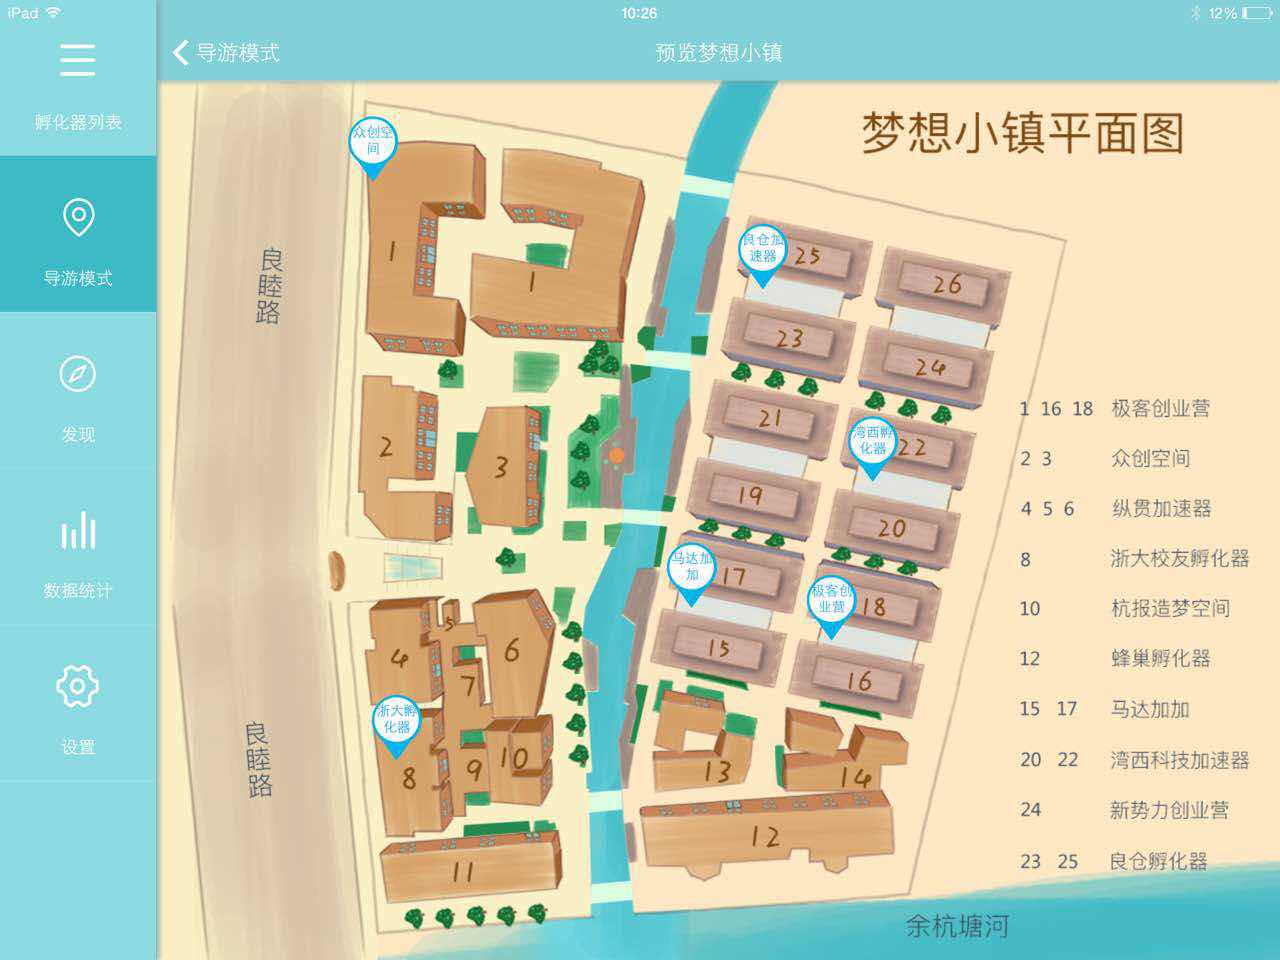 iPad
10:26
12%
孵化器列表
导游模式
发现
数据统计
设置
导游模式
预览梦想小镇
梦想小镇平面图
良睦路
良睦路
众创空
间
1
1
2
3
4
5
6
7
浙大孵
化器
8
9
10
11
良仓加
速器
25
26
23
24
21
湾西孵
化器
22
19
20
马达加
加
17
极客创
业营
18
15
16
13
14
12
1 16 18 极客创业营
2 3 众创空间
4 5 6 纵贯加速器
8 浙大校友孵化器
10 杭报造梦空间
12 蜂巢孵化器
15 17 马达加加
20 22 湾西科技加速器
24 新势力创业营
23 25 良仓孵化器
余杭塘河